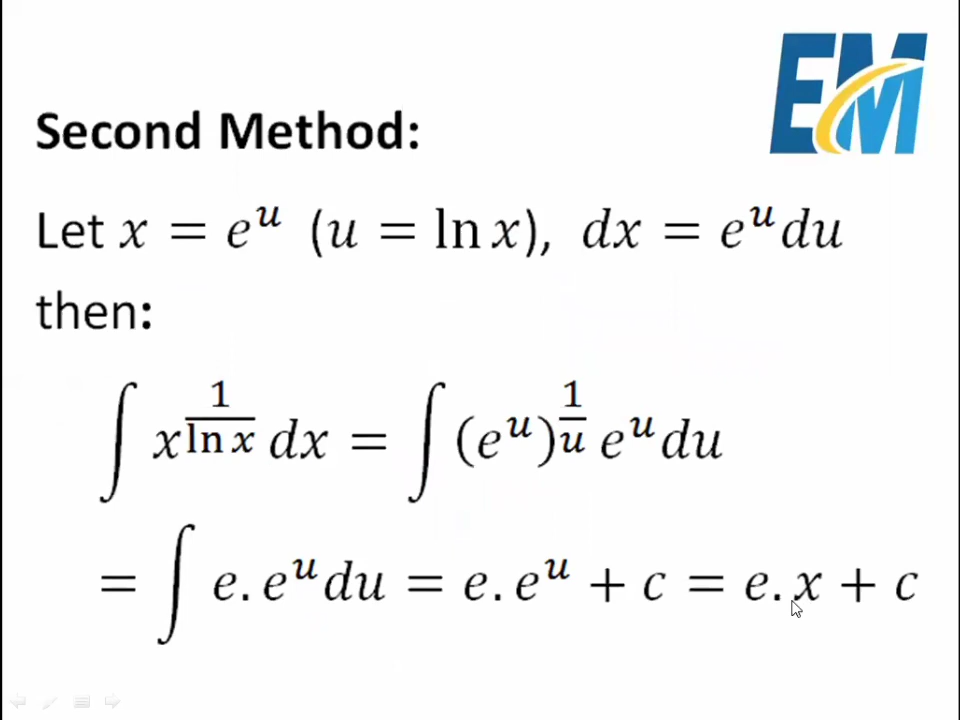 EM
Second Method:
Let x = e^u (u = ln x), dx = e^u du
then:
∫ x^(1/ln x) dx = ∫ (e^u)^(1/u) e^u du
= ∫ e. e^u du = e. e^u + c = e. x + c